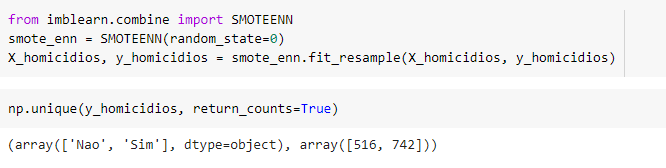 from imblearn.combine import SMOTEENN
smote_enn = SMOTEENN(random_state=0)
X_homicidios, y_homicidios = smote_enn.fit_resample(X_homicidios, y_homicidios)
np.unique(y_homicidios, return_counts=True)
(array(['Nao', 'Sim'], dtype=object), array([516, 742]))